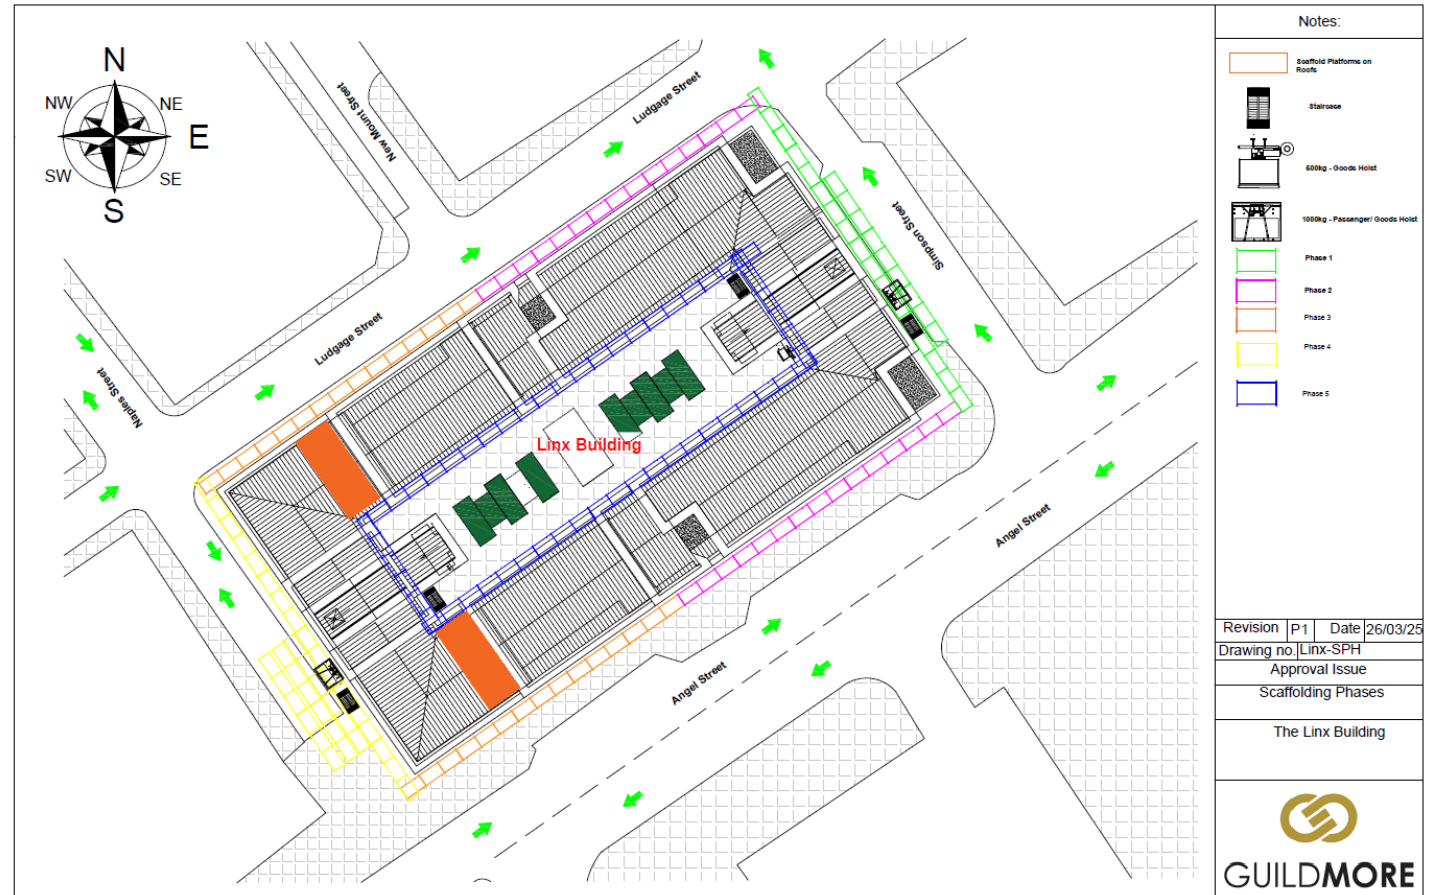 N
NW
NE
E
SW
SE
S
New Mount Street
Ludgage Street
Simpson Street
Ludgage Street
Naples Street
Linx Building
Angel Street
Angel Street
Notes:
Scaffold Platforms on
Roofs
Staircase
500kg - Goods Hoist
1000kg - Passenger/ Goods Hoist
Phase 1
Phase 2
Phase 3
Phase 4
Phase 5
Revision P1 Date 26/03/25
Drawing no. Linx-SPH
Approval Issue
Scaffolding Phases
The Linx Building
GUILDMORE